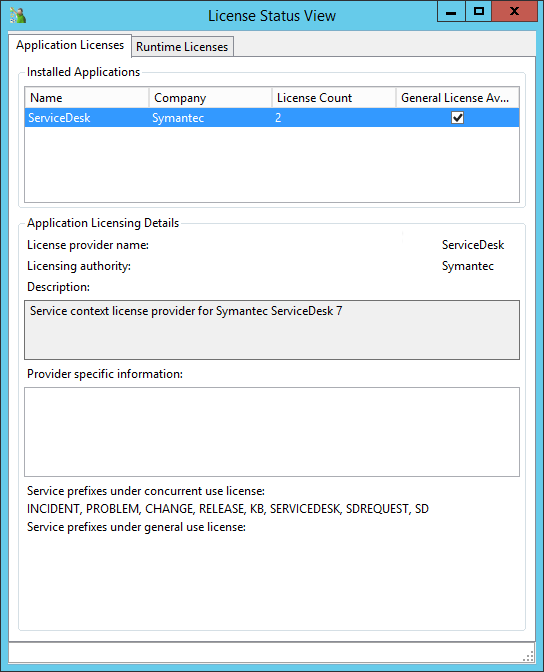 License Status View
Application Licenses
Runtime Licenses
Installed Applications
Name Company License Count General License Av...
ServiceDesk Symantec 2
Application Licensing Details
License provider name: ServiceDesk
Licensing authority: Symantec
Description:
Service context license provider for Symantec ServiceDesk 7
Provider specific information:
Service prefixes under concurrent use license:
INCIDENT, PROBLEM, CHANGE, RELEASE, KB, SERVICEDESK, SDREQUEST, SD
Service prefixes under general use license: